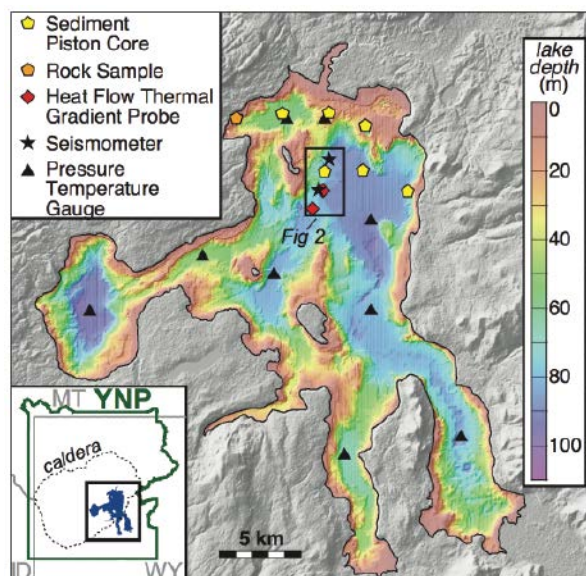 Sediment
Piston Core
Rock Sample
Heat Flow Thermal
Gradient Probe
Seismometer
Pressure
Temperature
Gauge
lake
depth
(m)
0
20
40
60
80
100
Fig 2
MT YNP
caldera
ID
WY
5 km